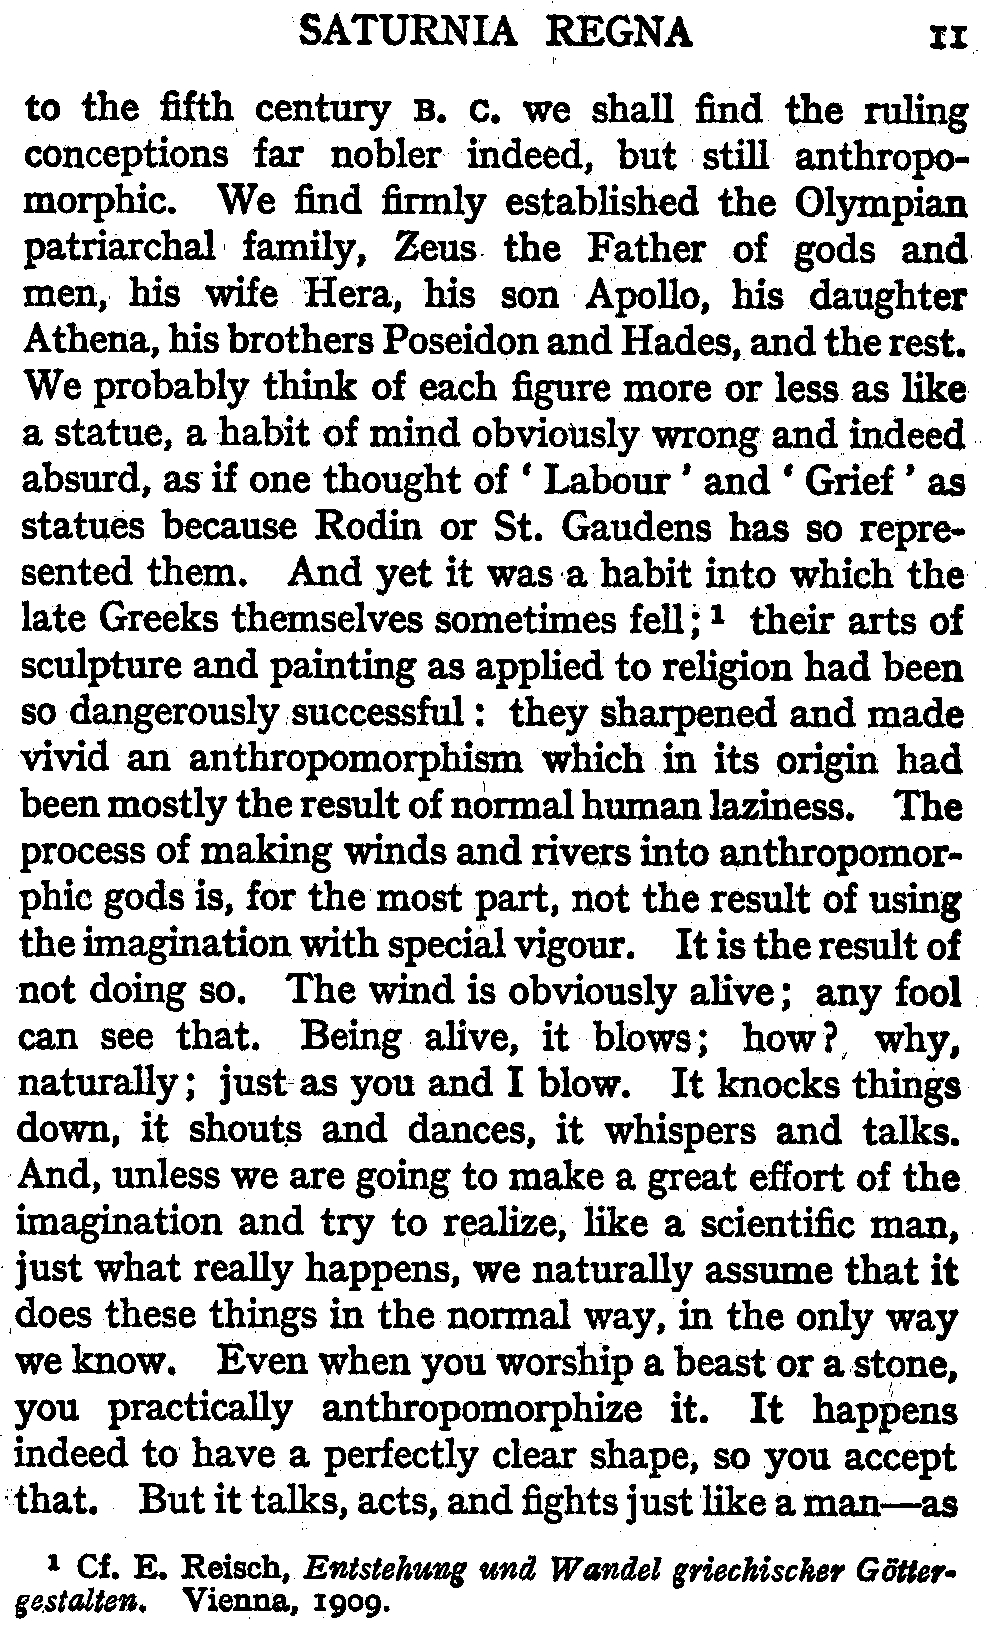 SATURNIA REGNA 11
to the fifth century B. C. we shall find the ruling
conceptions far nobler indeed, but still anthropo-
morphic. We find firmly established the Olympian
patriarchal family, Zeus the Father of gods and
men, his wife Hera, his son Apollo, his daughter
Athena, his brothers Poseidon and Hades, and the rest.
We probably think of each figure more or less as like
a statue, a habit of mind obviously wrong and indeed
absurd, as if one thought of ‘ Labour ’ and ‘ Grief ’ as
statues because Rodin or St. Gaudens has so repre-
sented them. And yet it was a habit into which the
late Greeks themselves sometimes fell; ¹ their arts of
sculpture and painting as applied to religion had been
so dangerously successful : they sharpened and made
vivid an anthropomorphism which in its origin had
been mostly the result of normal human laziness. The
process of making winds and rivers into anthropomor-
phic gods is, for the most part, not the result of using
the imagination with special vigour. It is the result of
not doing so. The wind is obviously alive; any fool
can see that. Being alive, it blows; how? why,
naturally; just as you and I blow. It knocks things
down, it shouts and dances, it whispers and talks.
And, unless we are going to make a great effort of the
imagination and try to realize, like a scientific man,
just what really happens, we naturally assume that it
does these things in the normal way, in the only way
we know. Even when you worship a beast or a stone,
you practically anthropomorphize it. It happens
indeed to have a perfectly clear shape, so you accept
that. But it talks, acts, and fights just like a man—as
¹ Cf. E. Reisch, Entstehung und Wandel griechischer Götter-
gestalten. Vienna, 1909.